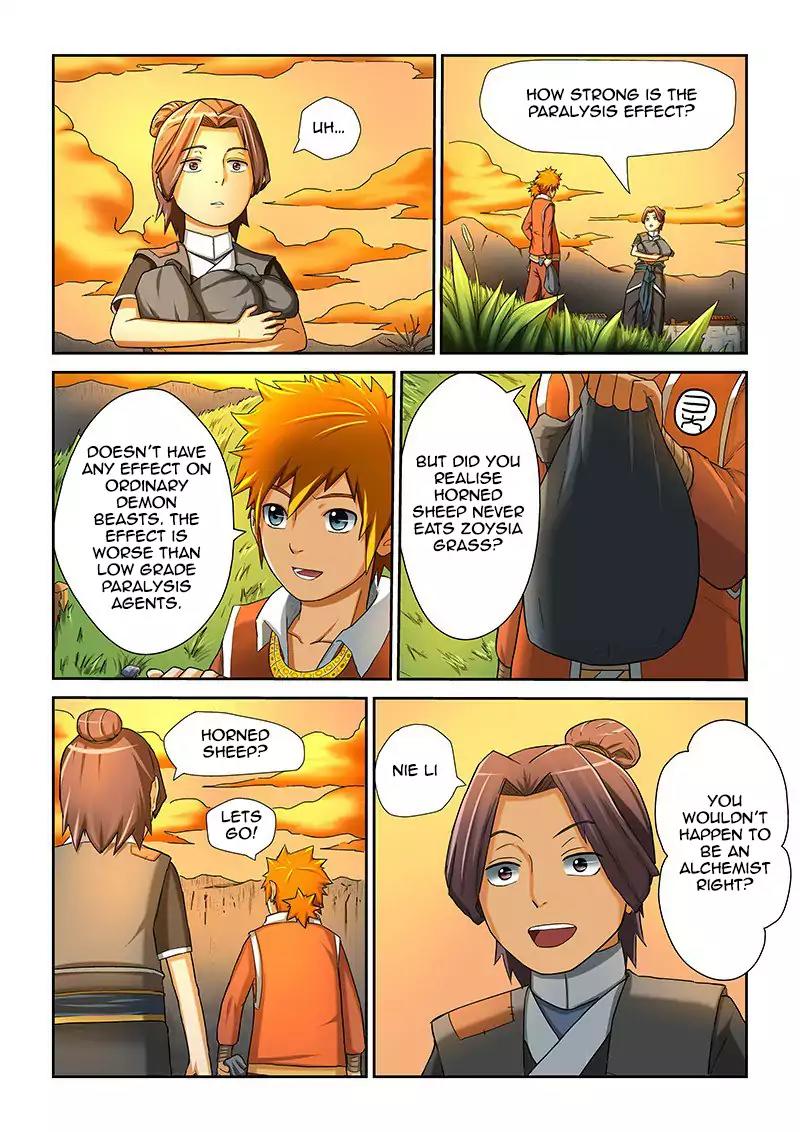 UH...
HOW STRONG IS THE
PARALYSIS EFFECT?
DOESN'T HAVE
ANY EFFECT ON
ORDINARY
DEMON
BEASTS. THE
EFFECT IS
WORSE THAN
LOW GRADE
PARALYSIS
AGENTS.
BUT DID YOU
REALISE
HORNED
SHEEP NEVER
EATS ZOYSIA
GRASS?
HORNED
SHEEP?
LETS
GO!
NIE LI
YOU
WOULDN'T
HAPPEN TO
BE AN
ALCHEMIST
RIGHT?